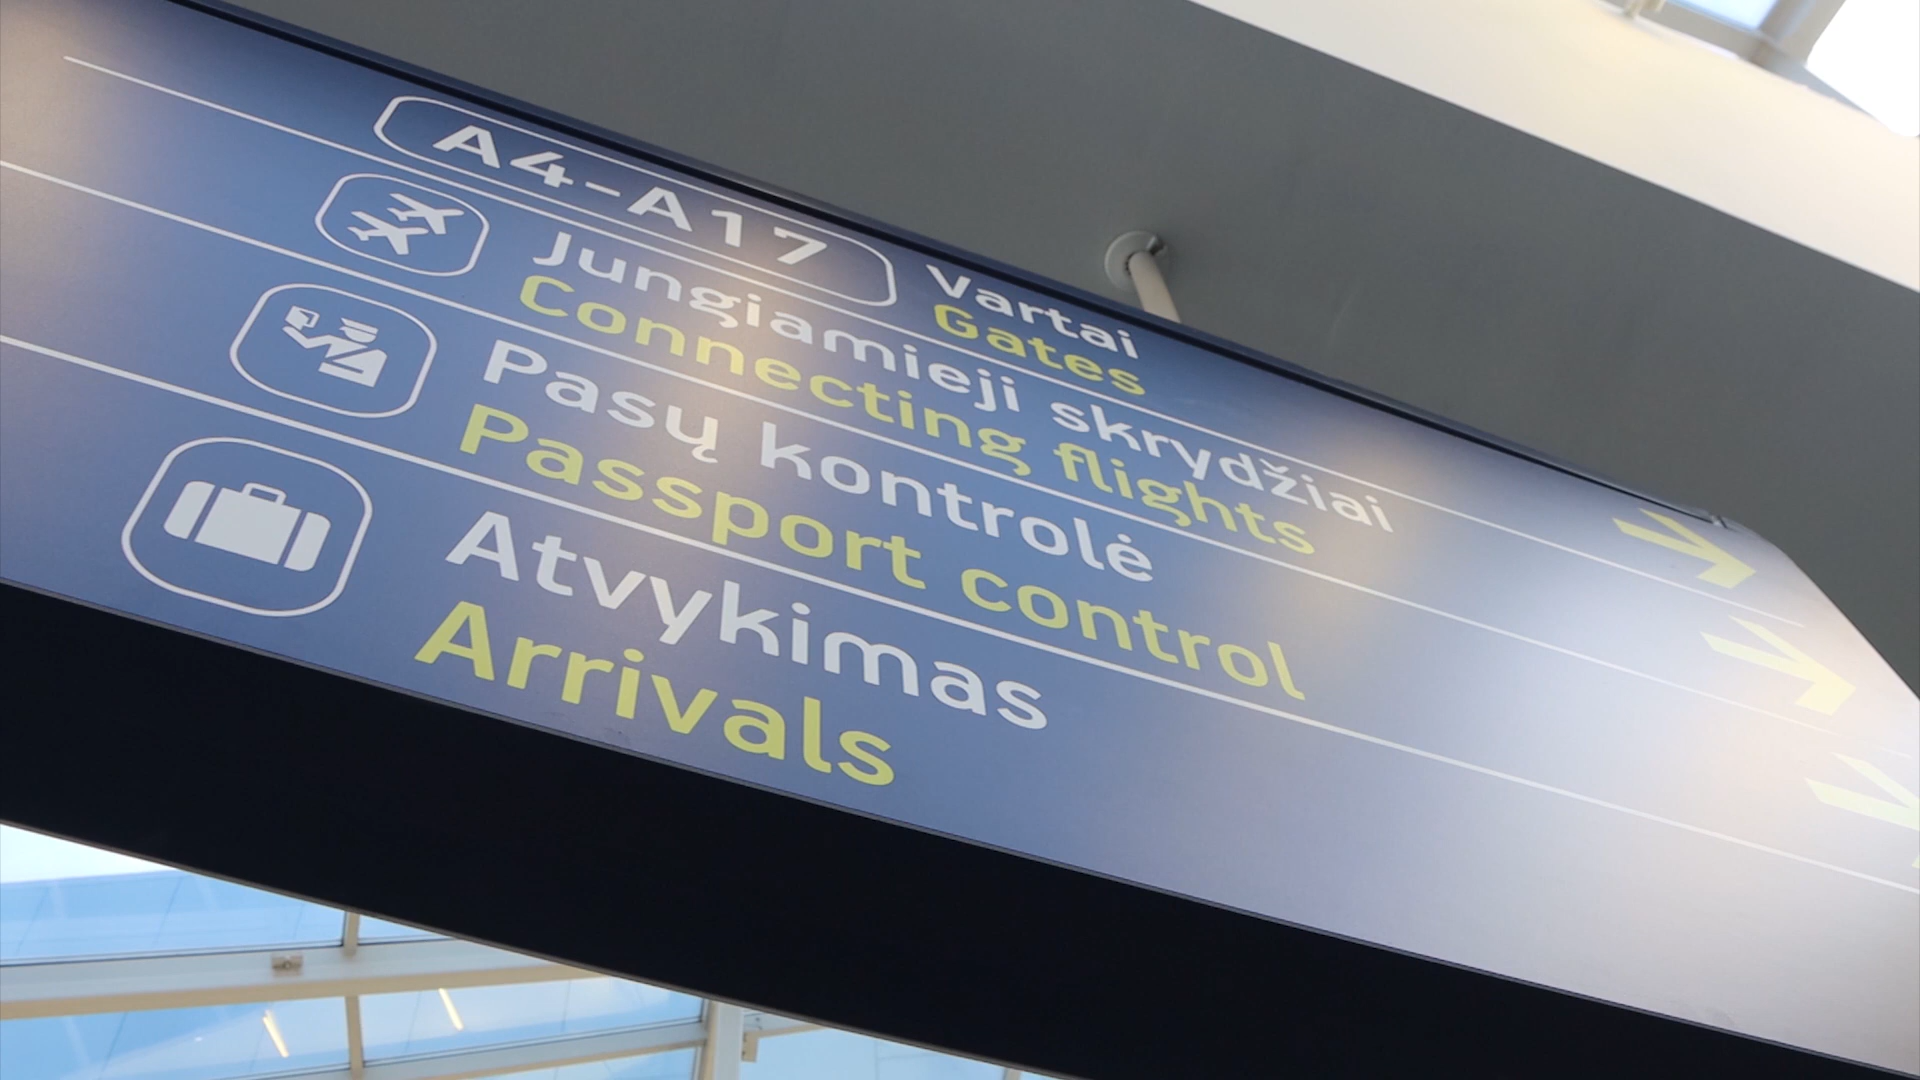 A4-A17 Vartai
Gates
Jungiamieji skrydžiai
Connecting flights
Pasų kontrolė
Passport control
Atvykimas
Arrivals